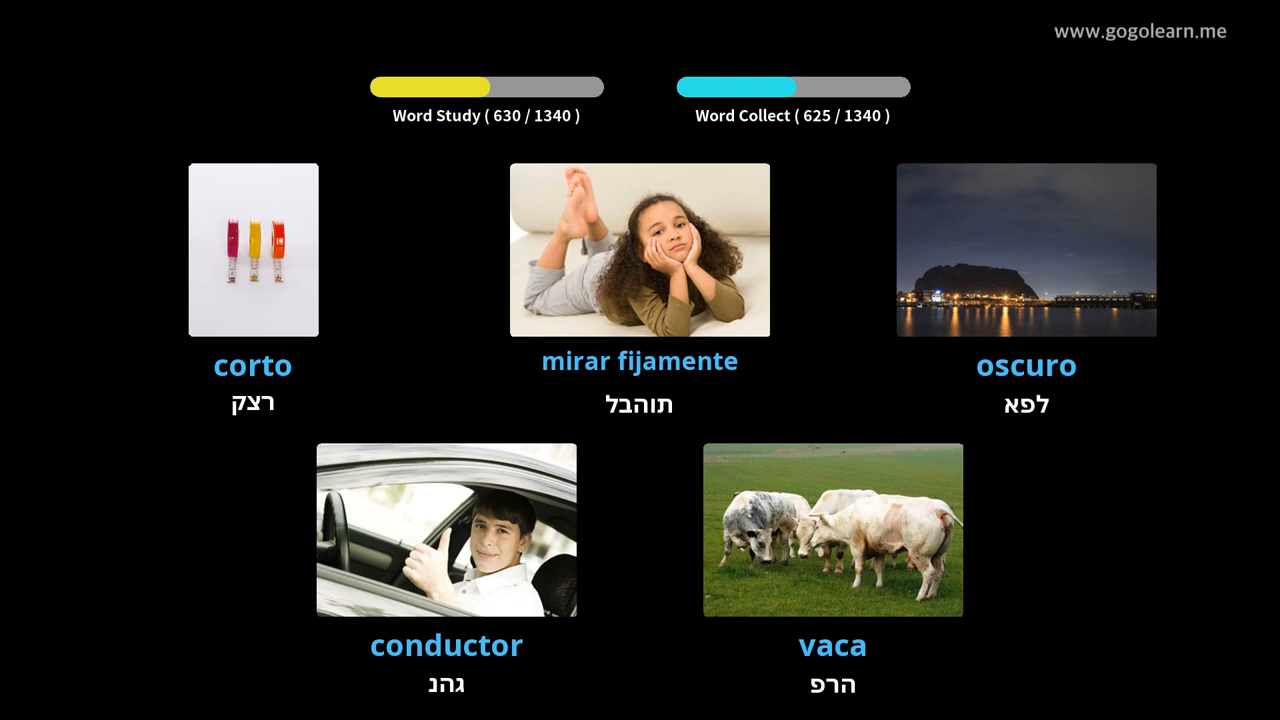 www.gogolearn.me
Word Study ( 630 / 1340 )
Word Collect ( 625 / 1340 )
corto
רצק
mirar fijamente
תוהבל
oscuro
לפא
conductor
גהנ
vaca
הרפ